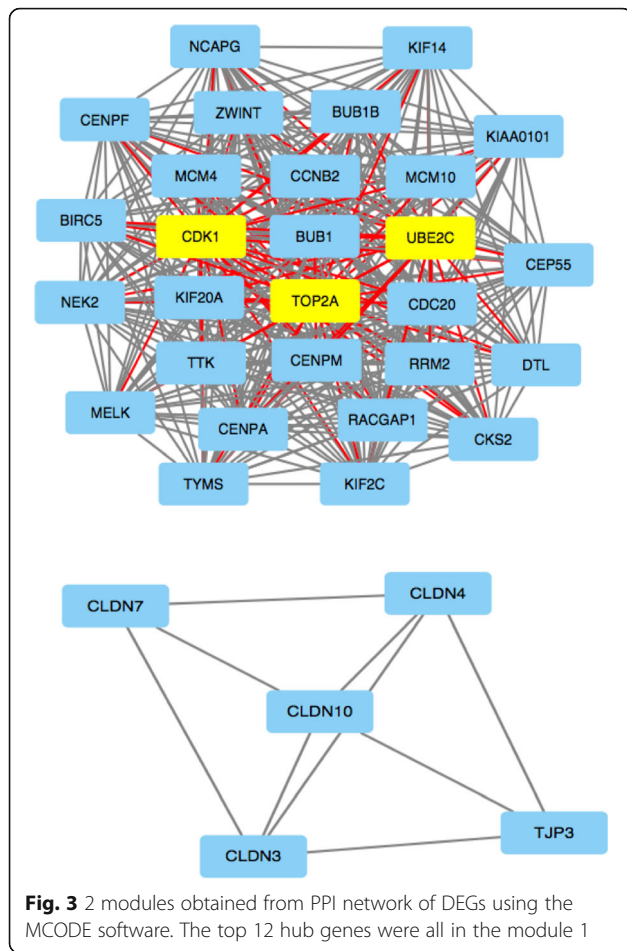 NCAPG
KIF14
CENPF
ZWINT
BUB1B
KIAA0101
MCM4
CCNB2
MCM10
BIRC5
CDK1
BUB1
UBE2C
CEP55
NEK2
KIF20A
TOP2A
CDC20
TTK
CENPM
RRM2
DTL
MELK
CENPA
RACGAP1
CKS2
TYMS
KIF2C
CLDN7
CLDN4
CLDN10
CLDN3
TJP3
Fig. 3 2 modules obtained from PPI network of DEGs using the
MCODE software. The top 12 hub genes were all in the module 1